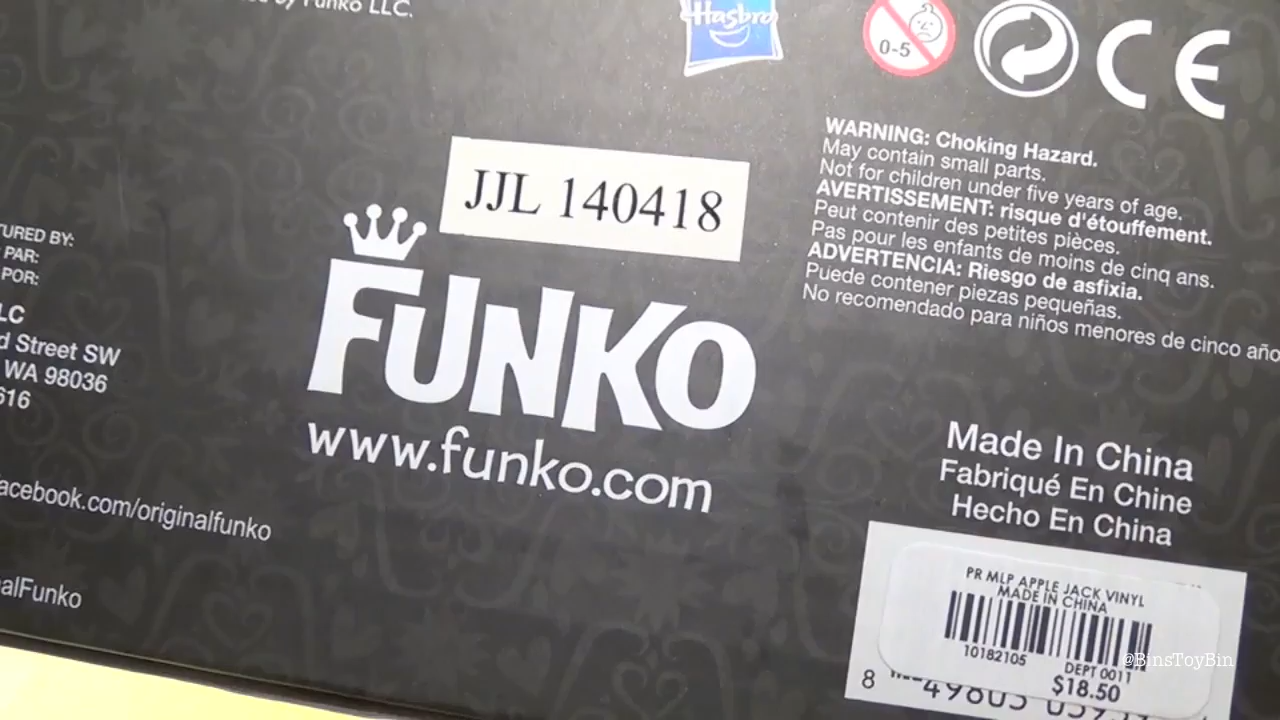 by Funko LLC.
Hasbro
0-5
CE
WARNING: Choking Hazard.
May contain small parts.
Not for children under five years of age.
AVERTISSEMENT: risque d'étouffement.
Peut contenir des petites pièces.
Pas pour les enfants de moins de cinq ans.
ADVERTENCIA: Riesgo de asfixia.
Puede contener piezas pequeñas.
No recomendado para niños menores de cinco año
JJL 140418
FUNKO
www.funko.com
TURED BY:
PAR:
POR:
LC
d Street SW
WA 98036
616
acebook.com/originalfunko
alFunko
Made In China
Fabriqué En Chine
Hecho En China
PR MLP APPLE JACK VINYL
MADE IN CHINA
10182105
DEPT 0011
$18.50
8
@BinsToyBin